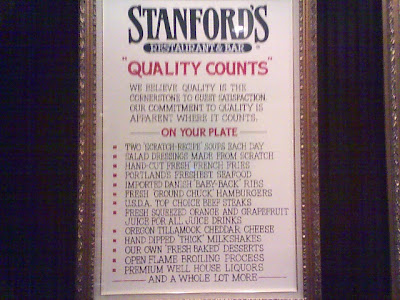 STANFORD'S
RESTAURANT & BAR
"QUALITY COUNTS"
WE BELIEVE QUALITY IS THE
CORNERSTONE TO GUEST SATISFACTION.
OUR COMMITMENT TO QUALITY IS
APPARENT WHERE IT COUNTS.
ON YOUR PLATE
TWO "SCRATCH-RECIPE" SOUPS EACH DAY
SALAD DRESSINGS MADE FROM SCRATCH
HAND-CUT FRESH FRENCH FRIES
PORTLANDS FRESHEST SEAFOOD
IMPORTED DANISH "BABY-BACK" RIBS
FRESH GROUND CHUCK HAMBURGERS
U.S.D.A. TOP CHOICE BEEF STEAKS
FRESH SQUEEZED ORANGE AND GRAPEFRUIT
JUICE FOR ALL JUICE DRINKS
OREGON TILLAMOOK CHEDDAR CHEESE
HAND DIPPED "THICK" MILKSHAKES
OUR OWN FRESH BAKED DESSERTS
OPEN FLAME BROILING PROCESS
PREMIUM WELL HOUSE LIQUORS
AND A WHOLE LOT MORE